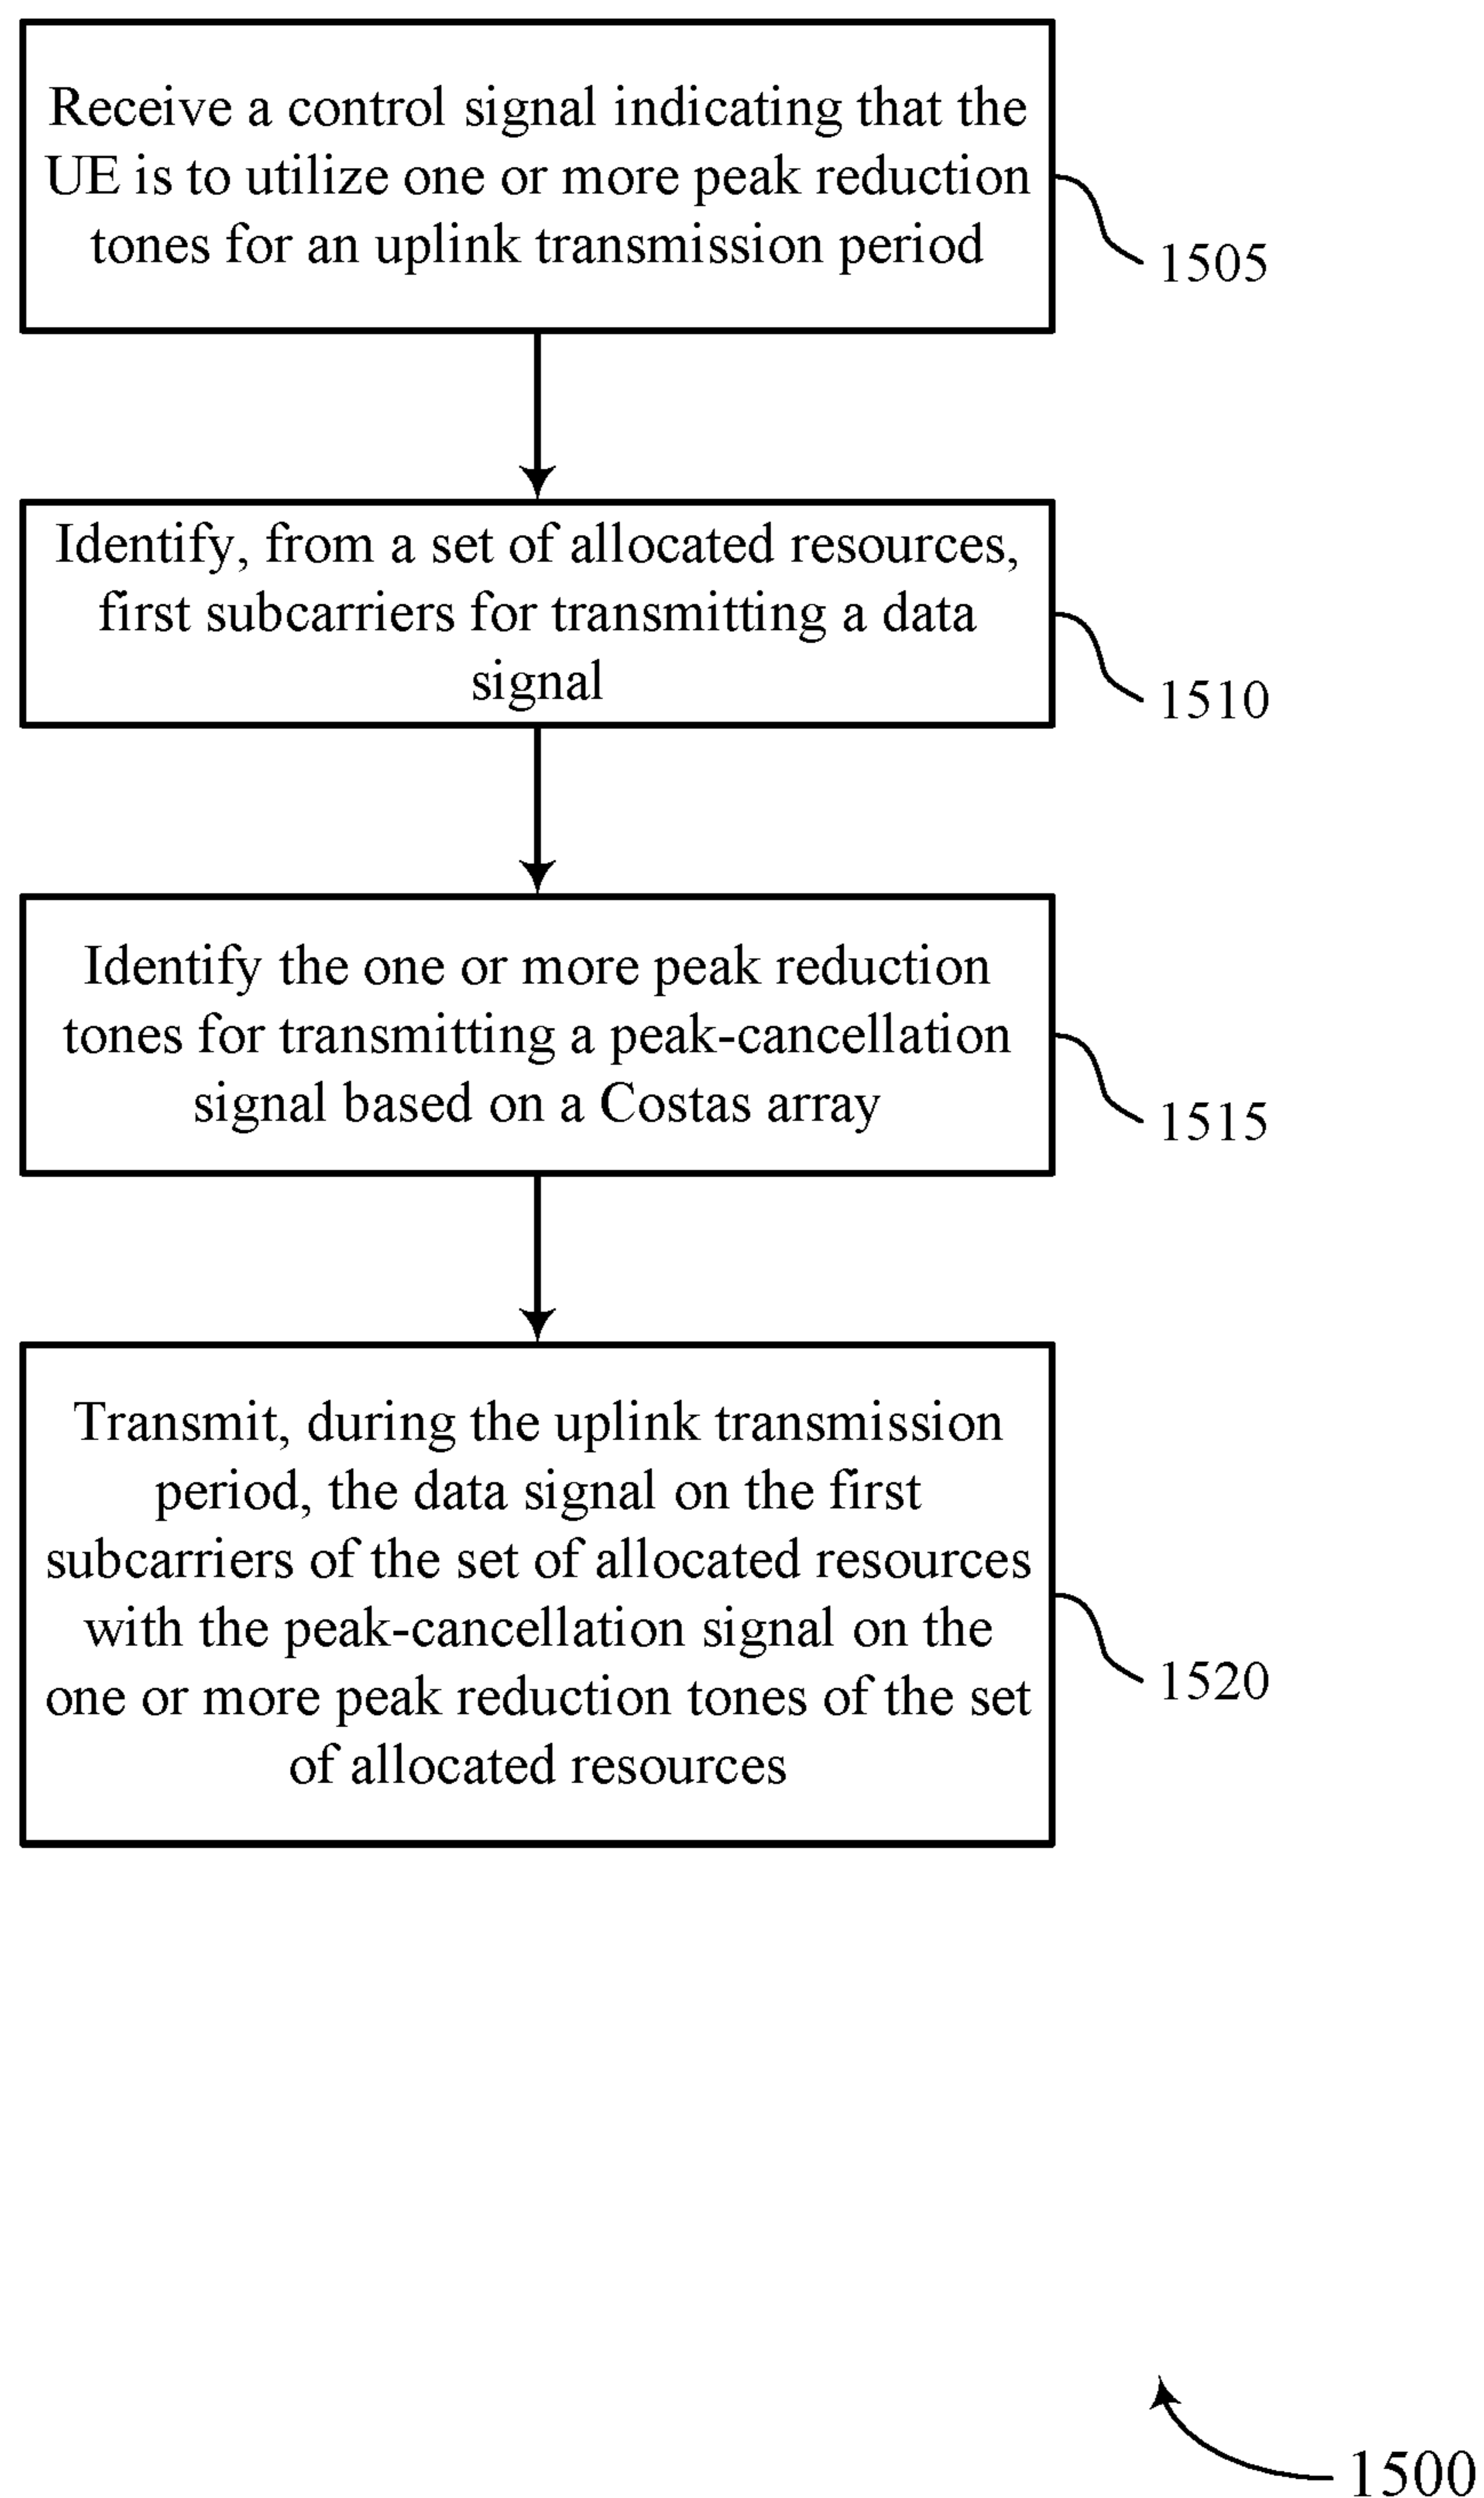 Receive a control signal indicating that the
UE is to utilize one or more peak reduction
tones for an uplink transmission period
1505
Identify, from a set of allocated resources,
first subcarriers for transmitting a data
signal
1510
Identify the one or more peak reduction
tones for transmitting a peak-cancellation
signal based on a Costas array
1515
Transmit, during the uplink transmission
period, the data signal on the first
subcarriers of the set of allocated resources
with the peak-cancellation signal on the
one or more peak reduction tones of the set
of allocated resources
1520
1500